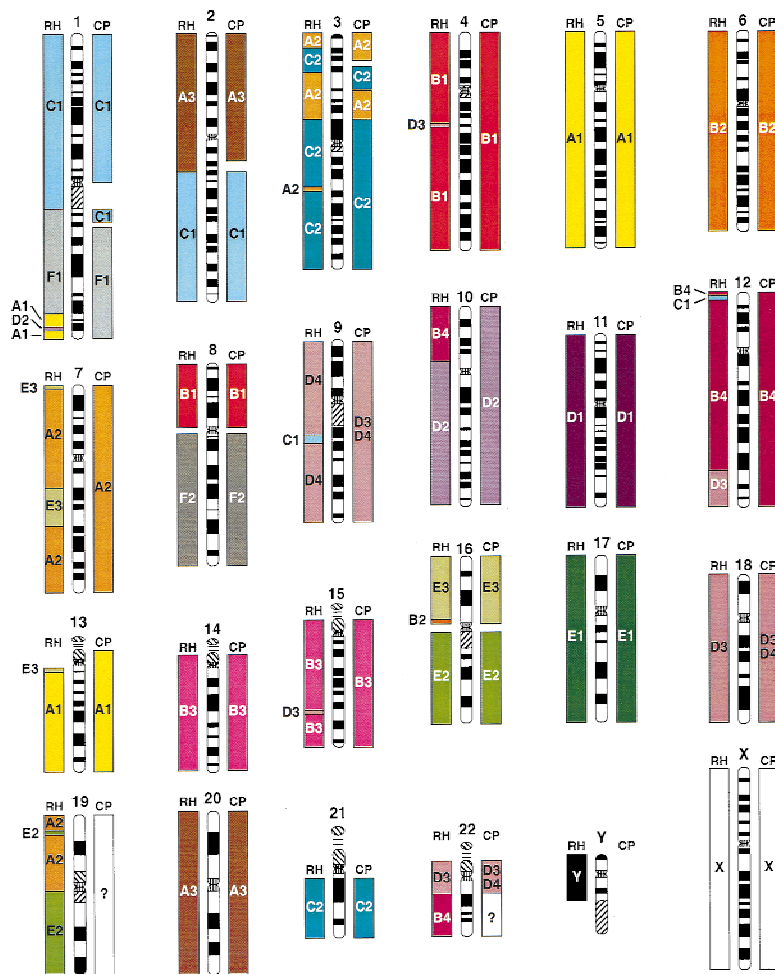 RH 1 CP
C1 C1
C1
F1 F1
A1
D2
A1
RH 2 CP
A3 A3
C1 C1
RH 3 CP
A2 A2
C2 C2
A2 A2
C2
A2 C2
C2
RH 4 CP
B1
D3 B1
B1
RH 5 CP
A1 A1
RH 6 CP
B2 B2
RH 7 CP
E3
A2
E3 A2
A2
RH 8 CP
B1 B1
F2 F2
RH 9 CP
D4 D3
D4
C1
D4
RH 10 CP
B4
D2 D2
RH 11 CP
D1 D1
B4 RH 12 CP
C1
B4 B4
D3
RH 13 CP
E3
A1 A1
RH 14 CP
B3 B3
RH 15 CP
B3 B3
D3
B3
RH 16 CP
E3 E3
B2
E2 E2
RH 17 CP
E1 E1
RH 18 CP
D3 D3
D4
RH 19 CP
A2
E2
A2
E2 ?
RH 20 CP
A3 A3
21
RH CP
C2 C2
RH 22 CP
D3 D3
D4
B4 ?
RH Y CP
Y
RH X CP
X X